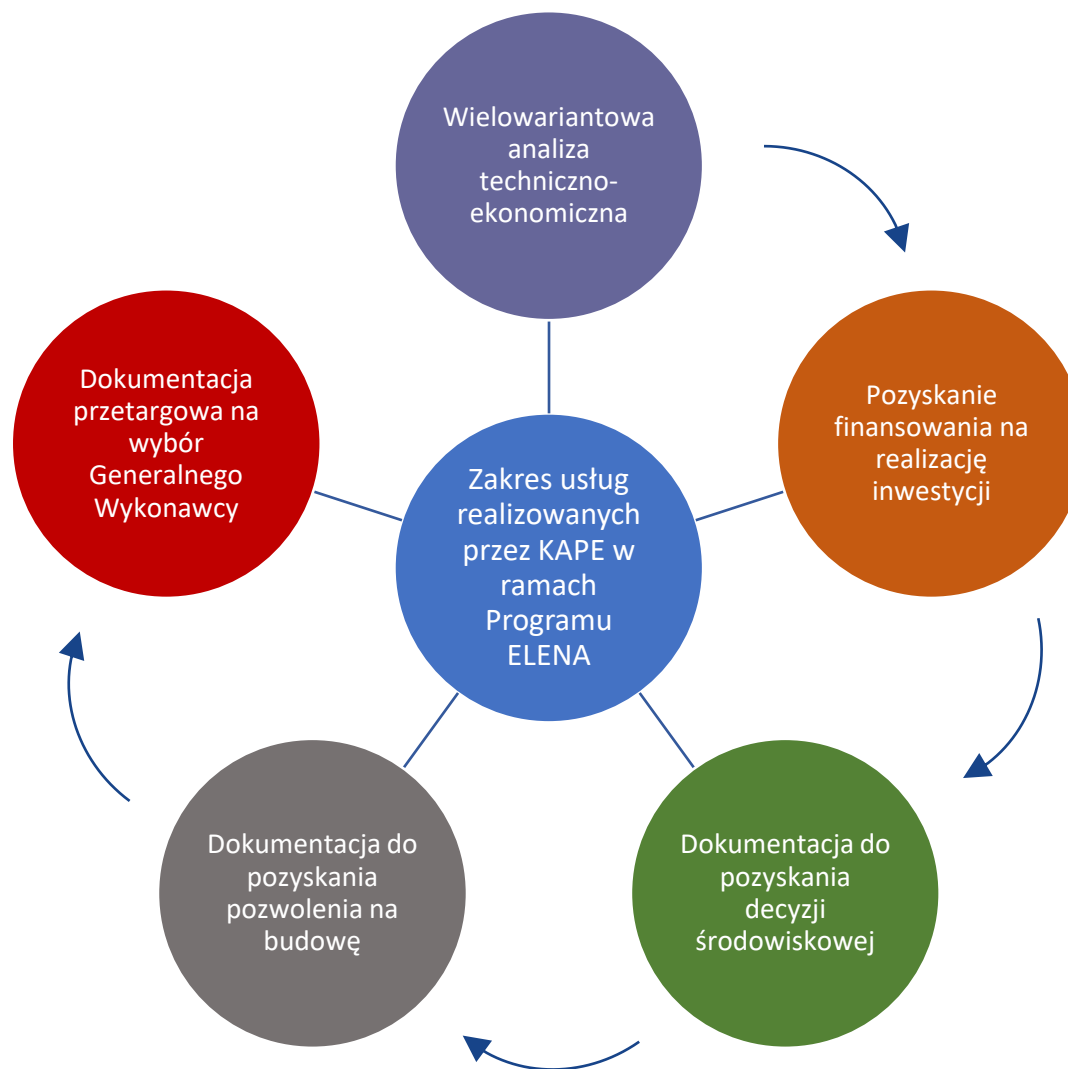 Wielowariantowa
analiza
techniczno-
ekonomiczna
Pozyskanie
finansowania na
realizację
inwestycji
Dokumentacja do
pozyskania
decyzji
środowiskowej
Dokumentacja do
pozyskania
pozwolenia na
budowę
Dokumentacja
przetargowa na
wybór
Generalnego
Wykonawcy
Zakres usług
realizowanych
przez KAPE w
ramach
Programu
ELENA